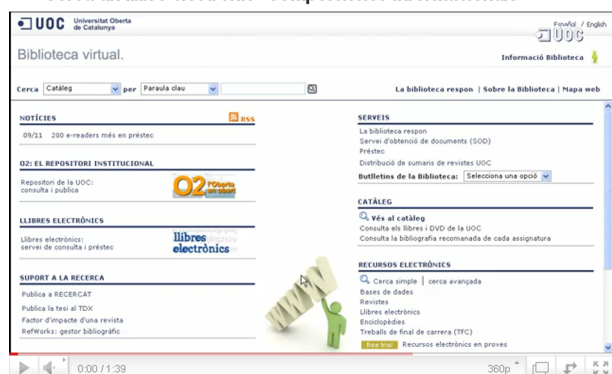 UOC Universitat Oberta
de Catalunya
Español / English
UOC
Biblioteca virtual.
Informació Biblioteca
Cerca Catàleg per Paraula clau
La biblioteca respon | Sobre la Biblioteca | Mapa web
NOTÍCIES RSS
09/11 200 e-readers més en préstec
O2: EL REPOSITORI INSTITUCIONAL
Repositori de la UOC:
consulta i publica
O2, l'Oberta
en obert
LLIBRES ELECTRÒNICS
Llibres electrònics:
servei de consulta i préstec
llibres
electrònics
SUPORT A LA RECERCA
Publica a RECERCAT
Publica la tesi al TDX
Factor d'impacte d'una revista
RefWorks: gestor bibliogràfic
WWW
SERVEIS
La biblioteca respon
Servei d'obtenció de documents (SOD)
Préstec
Distribució de sumaris de revistes UOC
Butlletins de la Biblioteca: Selecciona una opció
CATÀLEG
Vés al catàleg
Consulta els llibres i DVD de la UOC
Consulta la bibliografia recomanada de cada assignatura
RECURSOS ELECTRÒNICS
Cerca simple | cerca avançada
Bases de dades
Revistes
Llibres electrònics
Enciclopèdies
Treballs de final de carrera (TFC)
Free trial Recursos electrònics en proves
0:00 / 1:39
360p